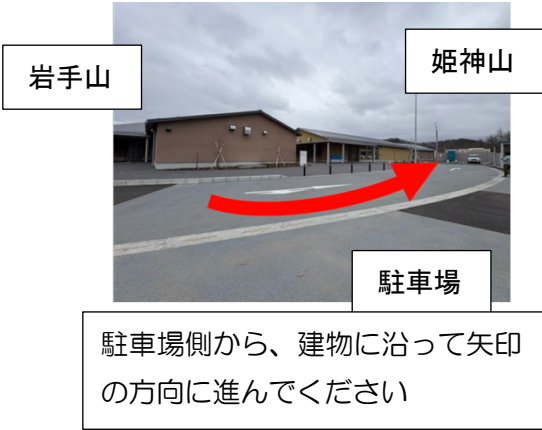 岩手山
姫神山
駐車場
駐車場側から、建物に沿って矢印
の方向に進んでください